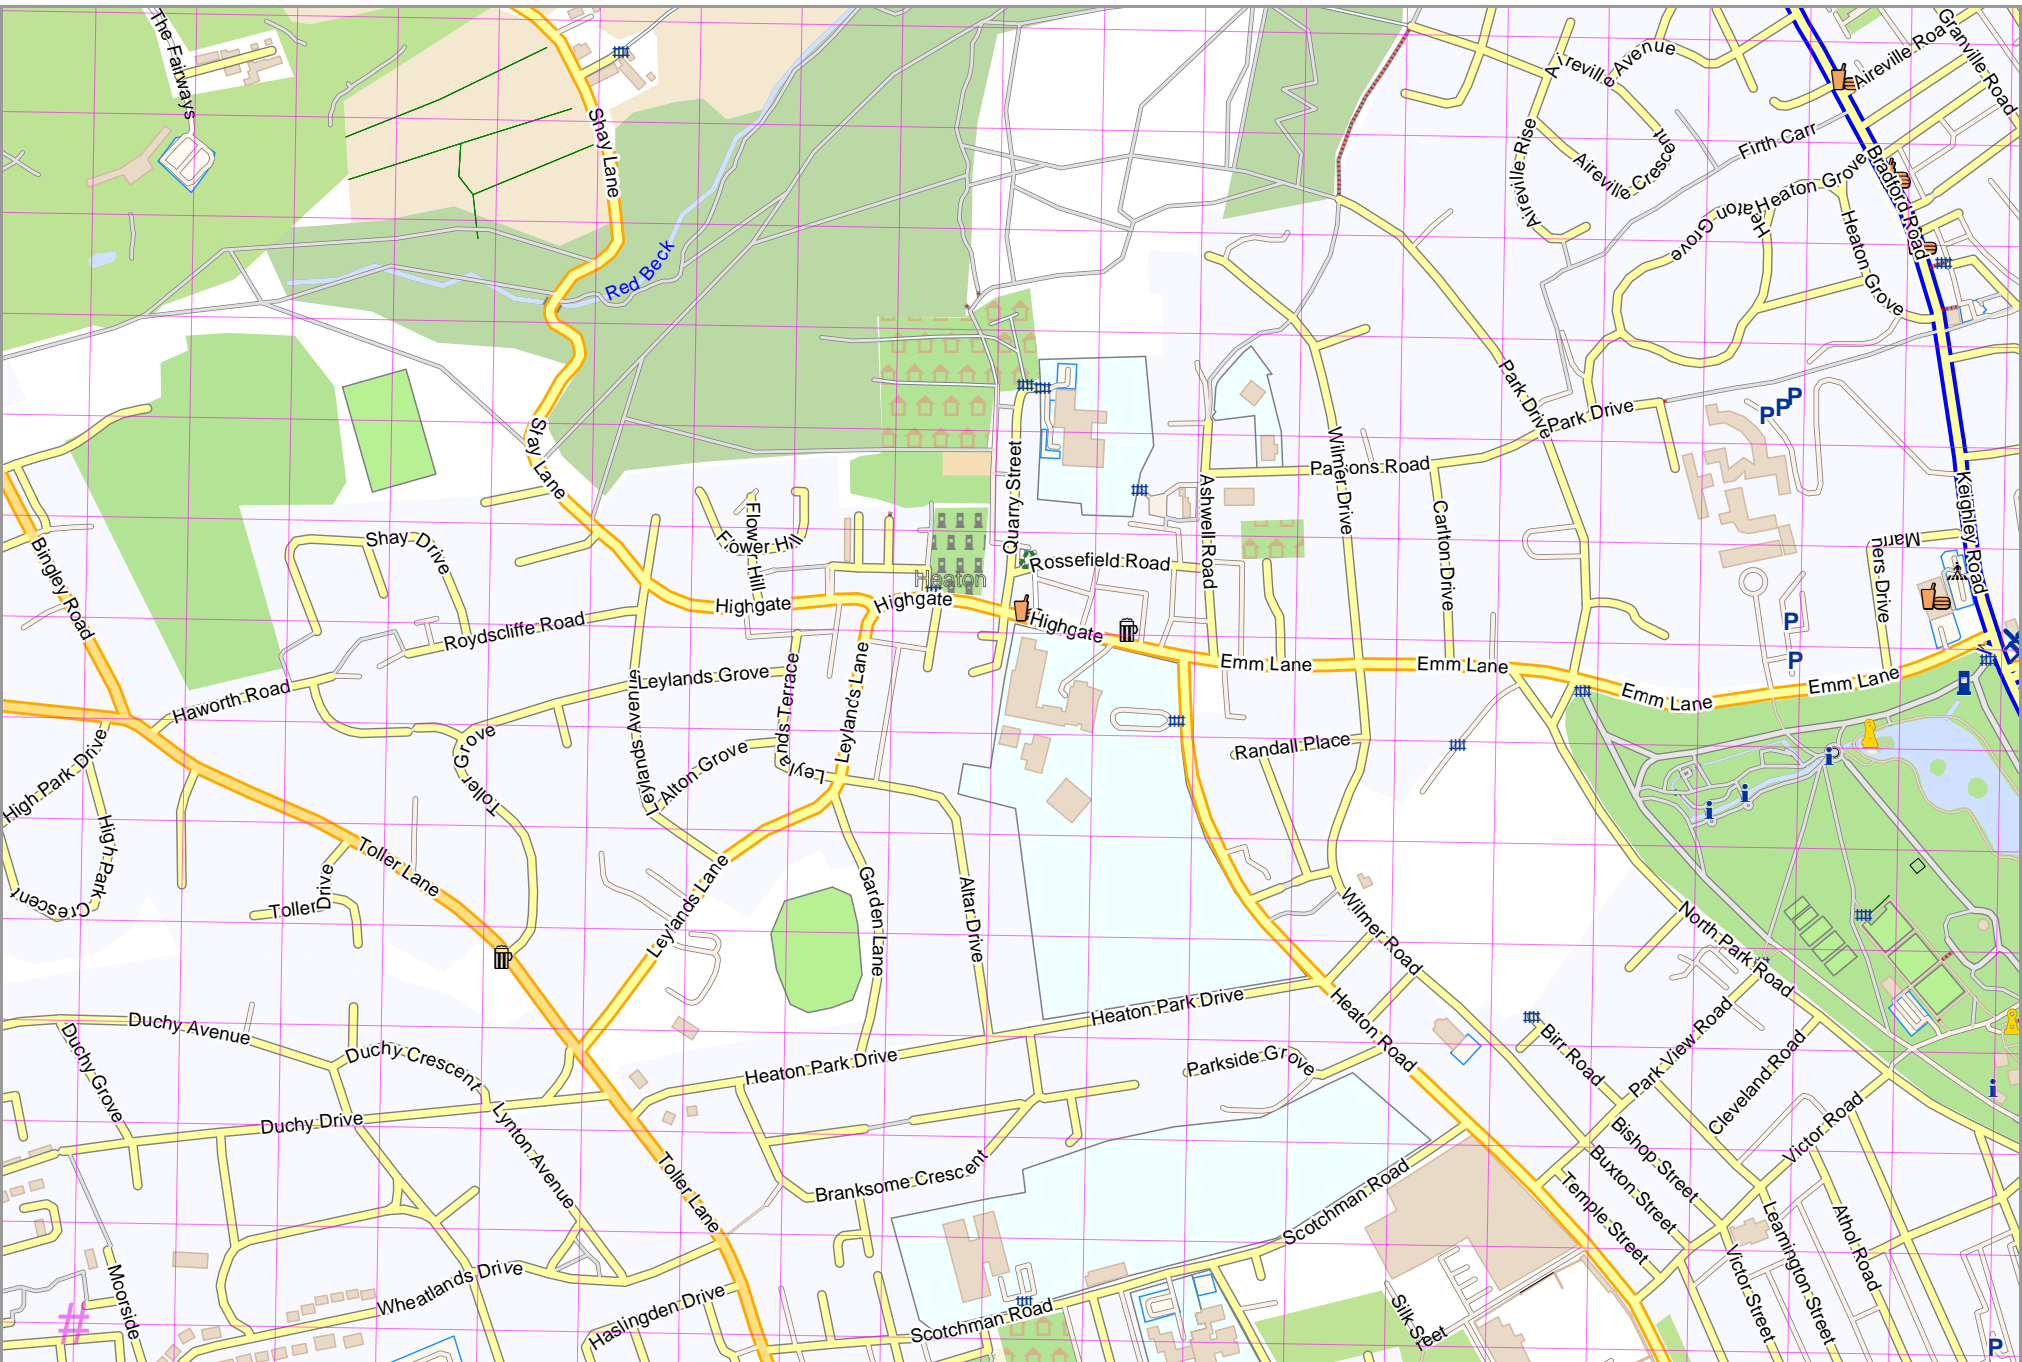 The Fairways
Shay Lane
Red Beck
Aireville Avenue
Aireville Road
Granville Road
Aireville Rise
Aireville Crescent
Firth Carr
Bradford Road
Heaton Grove
Heaton Grove
Heaton Grove
Park Drive
Park Drive
P
P
P
Shay Lane
Quarry Street
Wilmer Drive
Parsons Road
Ashwell Road
Carlton Drive
Keighley Road
Mariners Drive
Bingley Road
Shay Drive
Flower Hill
Flower Hill
Heaton
Rossefield Road
Highgate
Highgate
Highgate
Roydscliffe Road
Emm Lane
Emm Lane
Emm Lane
Emm Lane
P
P
Haworth Road
Leylands Grove
Leylands Avenue
Leylands Terrace
Leylands Lane
Alton Grove
Toller Grove
Randall Place
High Park Drive
High Park Crescent
Toller Lane
Toller Drive
Leylands Lane
Garden Lane
Altar Drive
Wilmer Road
North Park Road
i
i
i
Heaton Park Drive
Heaton Road
Duchy Avenue
Duchy Crescent
Duchy Grove
Duchy Drive
Heaton Park Drive
Parkside Grove
Birr Road
Park View Road
Cleveland Road
Victor Road
i
Lynton Avenue
Toller Lane
Branksome Crescent
Scotchman Road
Bishop Street
Buxton Street
Temple Street
Leamington Street
Athol Road
Victor Street
Moorside
Wheatlands Drive
Haslingden Drive
Scotchman Road
Silk Street
#
P